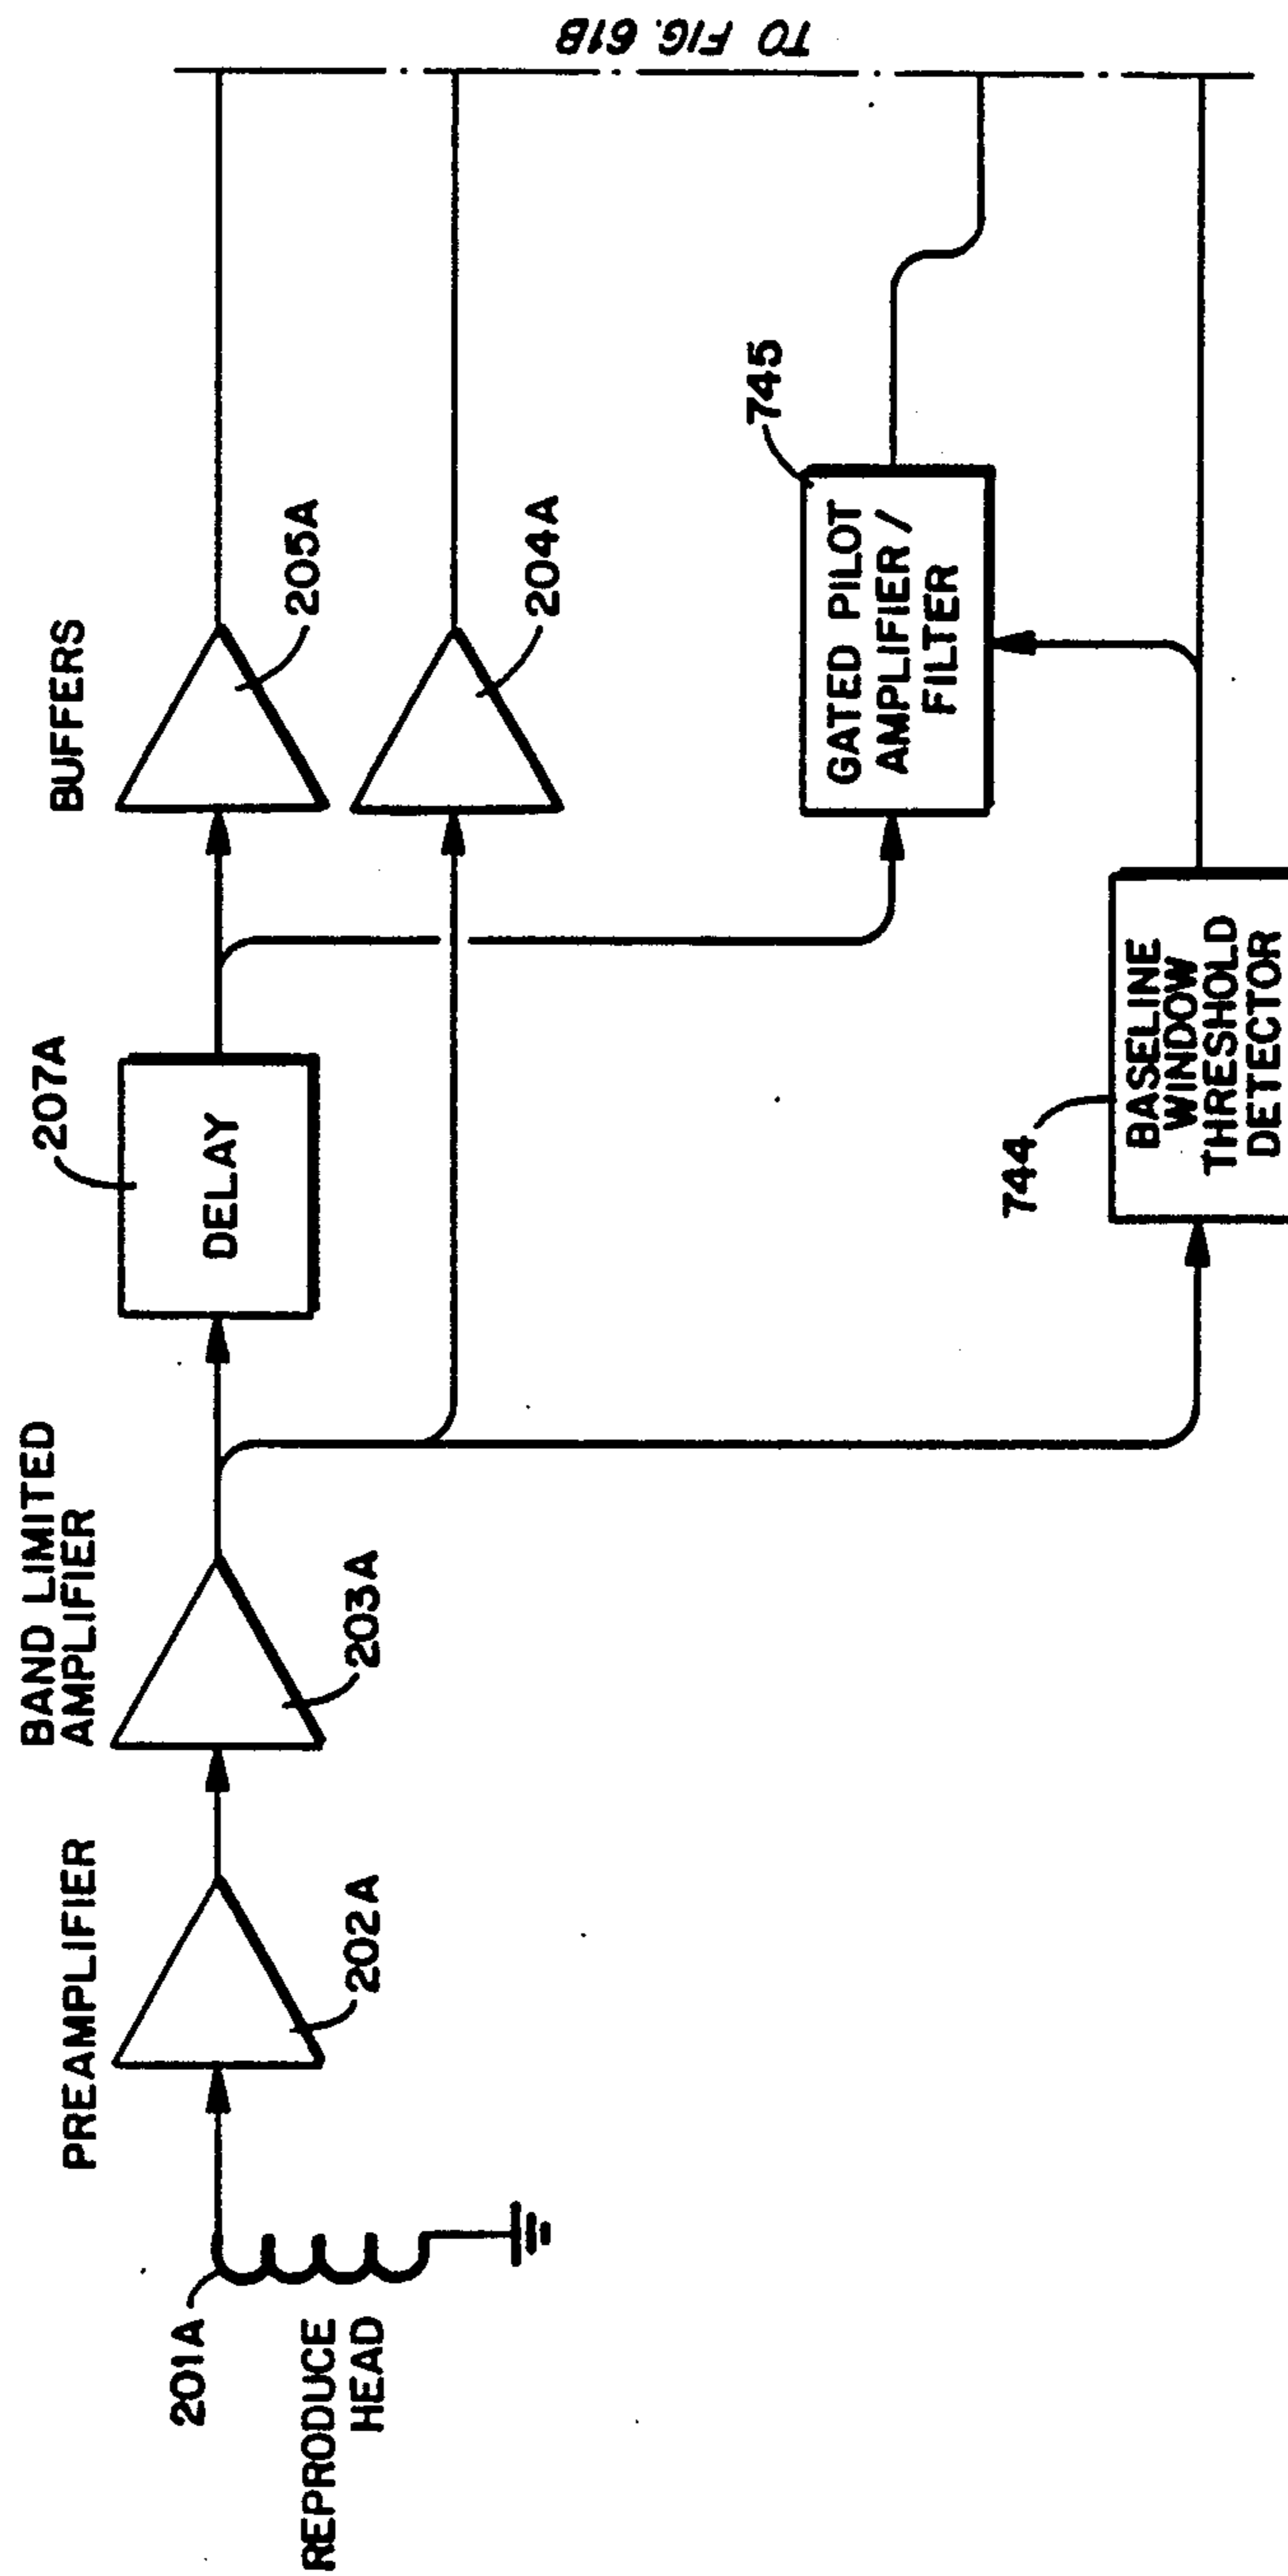 REPRODUCE
HEAD
201A
PREAMPLIFIER
202A
BAND LIMITED
AMPLIFIER
203A
207A
DELAY
BUFFERS
205A
204A
745
GATED PILOT
AMPLIFIER /
FILTER
744
BASELINE
WINDOW
THRESHOLD
DETECTOR
TO FIG. 61B